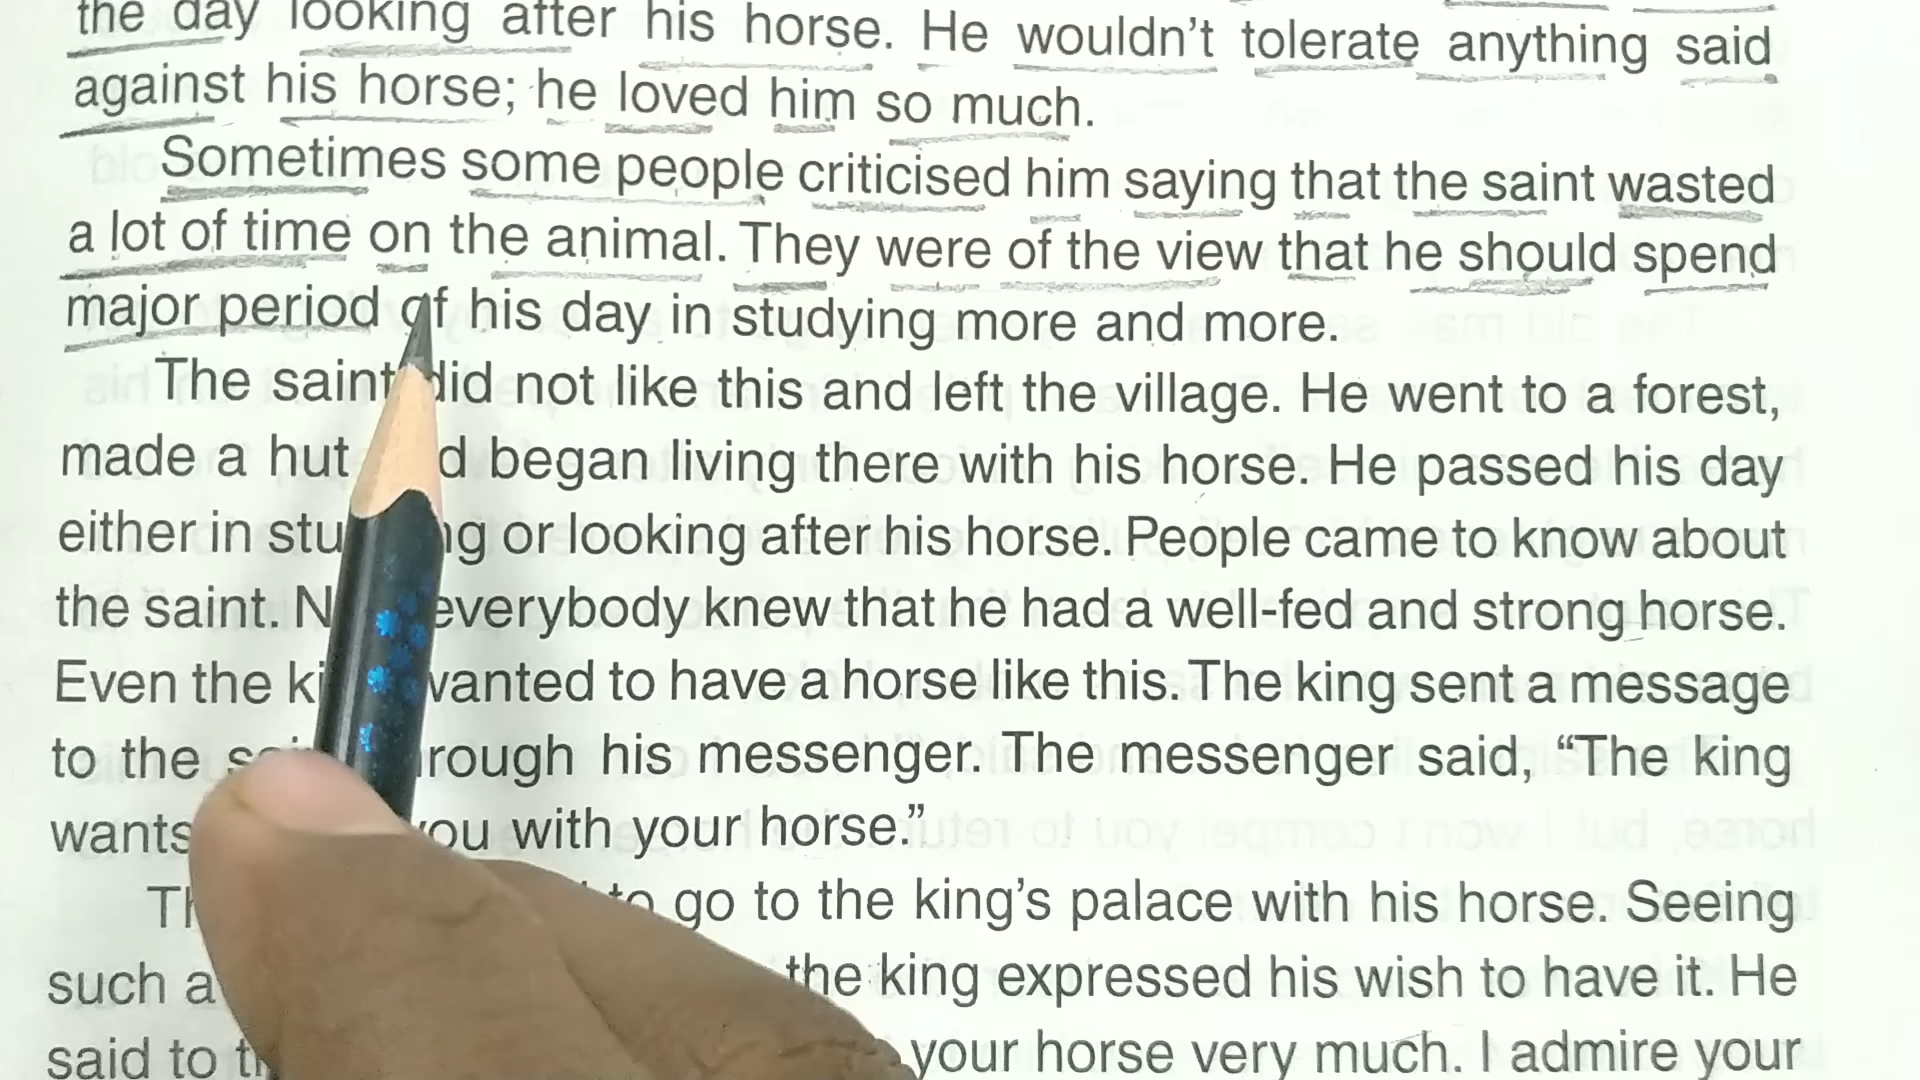 the day looking after his horse. He wouldn't tolerate anything said
against his horse; he loved him so much.
Sometimes some people criticised him saying that the saint wasted
a lot of time on the animal. They were of the view that he should spend
major period of his day in studying more and more.
The saint did not like this and left the village. He went to a forest,
made a hut began living there with his horse. He passed his day
either in or looking after his horse. People came to know about
the saint. everybody knew that he had a well-fed and strong horse.
Even the wanted to have a horse like this. The king sent a message
to the through his messenger. The messenger said, “The king
wants you with your horse.”
to go to the king's palace with his horse. Seeing
such a the king expressed his wish to have it. He
said to your horse very much. I admire your